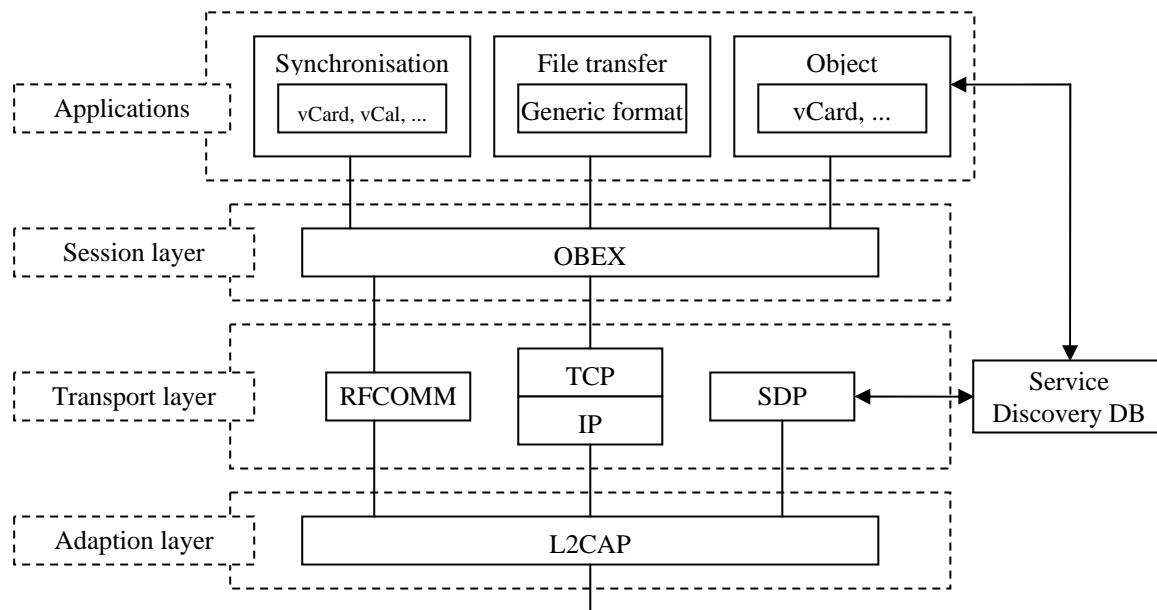 Synchronisation
File transfer
Object
Applications
vCard, vCal, ...
Generic format
vCard, ...
Session layer
OBEX
Transport layer
RFCOMM
TCP
IP
SDP
Service
Discovery DB
Adaption layer
L2CAP